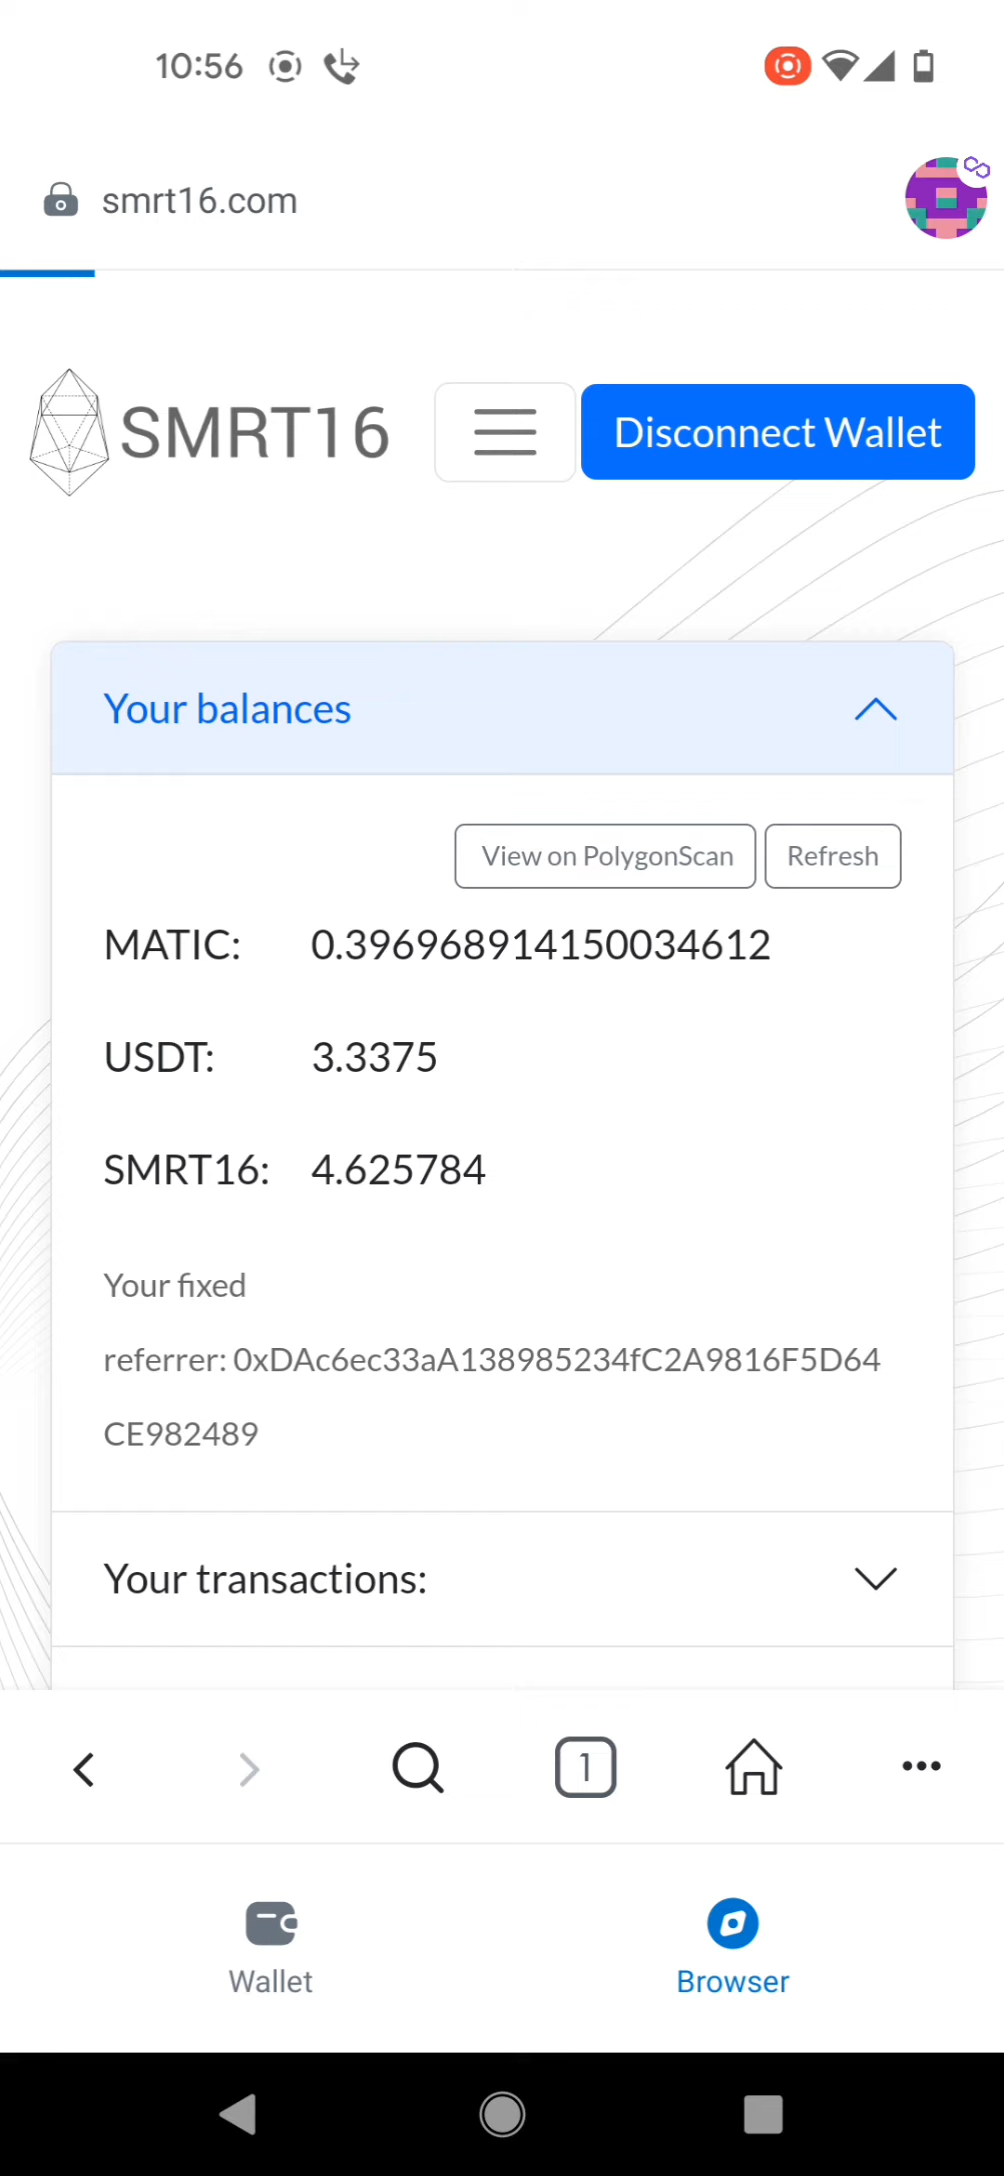 10:56
smrt16.com
SMRT16
Disconnect Wallet
Your balances
View on PolygonScan
Refresh
MATIC: 0.396968914150034612
USDT: 3.3375
SMRT16: 4.625784
Your fixed
referrer: 0xDAc6ec33aA138985234fC2A9816F5D64
CE982489
Your transactions:
1
Wallet
Browser